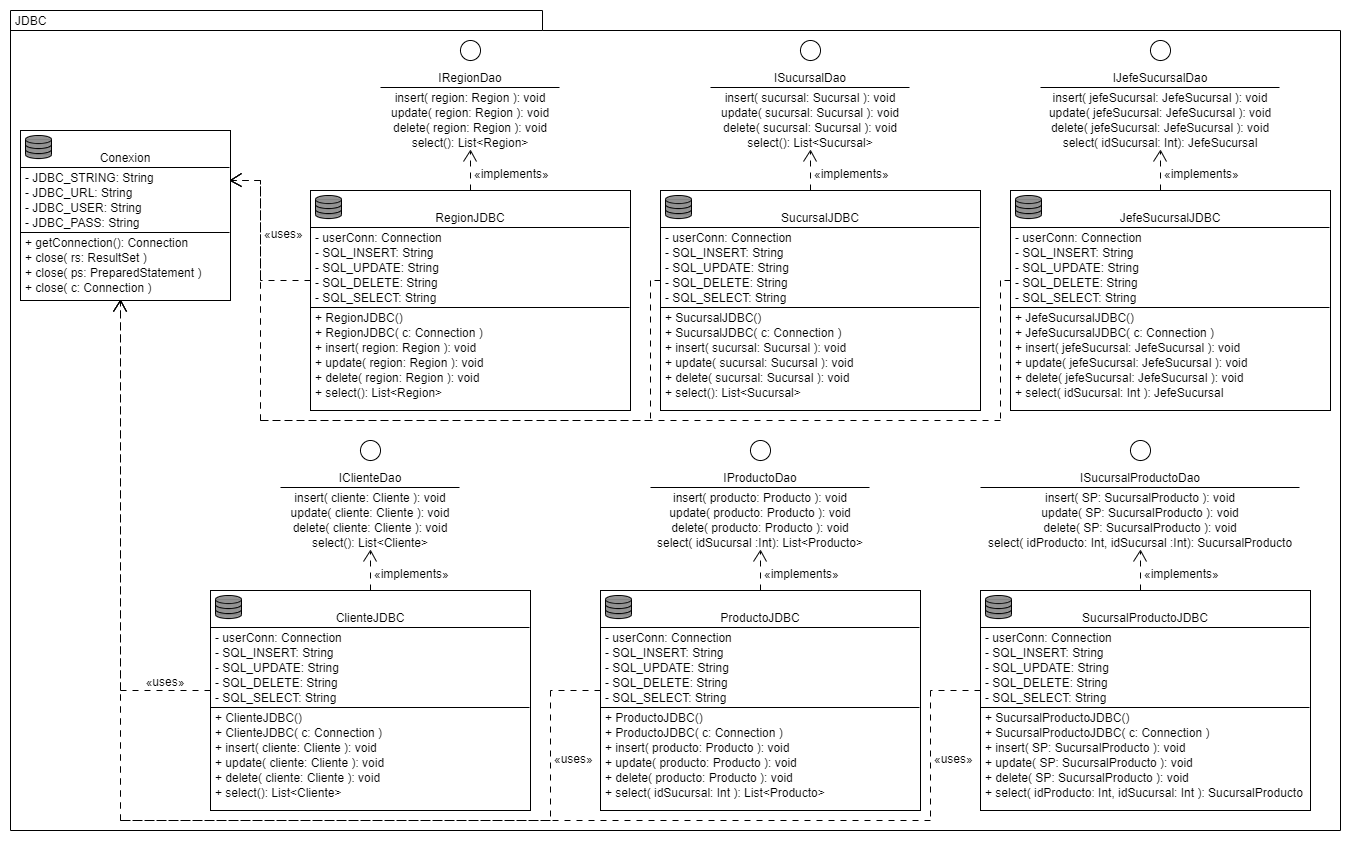 JDBC
IRegionDao
insert( region: Region ): void
update( region: Region ): void
delete( region: Region ): void
select(): List<Region>
«implements»
ISucursalDao
insert( sucursal: Sucursal ): void
update( sucursal: Sucursal ): void
delete( sucursal: Sucursal ): void
select(): List<Sucursal>
«implements»
IJefeSucursalDao
insert( jefeSucursal: JefeSucursal ): void
update( jefeSucursal: JefeSucursal ): void
delete( jefeSucursal: JefeSucursal ): void
select( idSucursal: Int): JefeSucursal
«implements»
Conexion
- JDBC_STRING: String
- JDBC_URL: String
- JDBC_USER: String
- JDBC_PASS: String
+ getConnection(): Connection
+ close( rs: ResultSet )
+ close( ps: PreparedStatement )
+ close( c: Connection )
«uses»
RegionJDBC
- userConn: Connection
- SQL_INSERT: String
- SQL_UPDATE: String
- SQL_DELETE: String
- SQL_SELECT: String
+ RegionJDBC()
+ RegionJDBC( c: Connection )
+ insert( region: Region ): void
+ update( region: Region ): void
+ delete( region: Region ): void
+ select(): List<Region>
SucursalJDBC
- userConn: Connection
- SQL_INSERT: String
- SQL_UPDATE: String
- SQL_DELETE: String
- SQL_SELECT: String
+ SucursalJDBC()
+ SucursalJDBC( c: Connection )
+ insert( sucursal: Sucursal ): void
+ update( sucursal: Sucursal ): void
+ delete( sucursal: Sucursal ): void
+ select(): List<Sucursal>
JefeSucursalJDBC
- userConn: Connection
- SQL_INSERT: String
- SQL_UPDATE: String
- SQL_DELETE: String
- SQL_SELECT: String
+ JefeSucursalJDBC()
+ JefeSucursalJDBC( c: Connection )
+ insert( jefeSucursal: JefeSucursal ): void
+ update( jefeSucursal: JefeSucursal ): void
+ delete( jefeSucursal: JefeSucursal ): void
+ select( idSucursal: Int ): JefeSucursal
IClienteDao
insert( cliente: Cliente ): void
update( cliente: Cliente ): void
delete( cliente: Cliente ): void
select(): List<Cliente>
«implements»
IProductoDao
insert( producto: Producto ): void
update( producto: Producto ): void
delete( producto: Producto ): void
select( idSucursal :Int): List<Producto>
«implements»
ISucursalProductoDao
insert( SP: SucursalProducto ): void
update( SP: SucursalProducto ): void
delete( SP: SucursalProducto ): void
select( idProducto: Int, idSucursal :Int): SucursalProducto
«implements»
«uses»
ClienteJDBC
- userConn: Connection
- SQL_INSERT: String
- SQL_UPDATE: String
- SQL_DELETE: String
- SQL_SELECT: String
+ ClienteJDBC()
+ ClienteJDBC( c: Connection )
+ insert( cliente: Cliente ): void
+ update( cliente: Cliente ): void
+ delete( cliente: Cliente ): void
+ select(): List<Cliente>
«uses»
ProductoJDBC
- userConn: Connection
- SQL_INSERT: String
- SQL_UPDATE: String
- SQL_DELETE: String
- SQL_SELECT: String
+ ProductoJDBC()
+ ProductoJDBC( c: Connection )
+ insert( producto: Producto ): void
+ update( producto: Producto ): void
+ delete( producto: Producto ): void
+ select( idSucursal: Int ): List<Producto>
«uses»
SucursalProductoJDBC
- userConn: Connection
- SQL_INSERT: String
- SQL_UPDATE: String
- SQL_DELETE: String
- SQL_SELECT: String
+ SucursalProductoJDBC()
+ SucursalProductoJDBC( c: Connection )
+ insert( SP: SucursalProducto ): void
+ update( SP: SucursalProducto ): void
+ delete( SP: SucursalProducto ): void
+ select( idProducto: Int, idSucursal: Int ): SucursalProducto